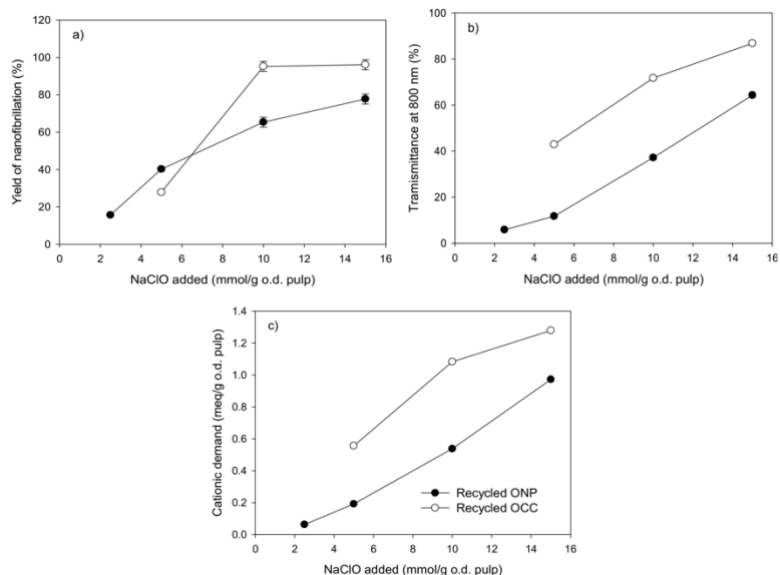 a)
Yield of nanofibrillation (%)
120
100
80
60
40
20
0
0 2 4 6 8 10 12 14 16
NaClO added (mmol/g o.d. pulp)
b)
Tramismittance at 800 nm (%)
100
80
60
40
20
0
0 2 4 6 8 10 12 14 16
NaClO added (mmol/g o.d. pulp)
c)
Cationic demand (meq/g o.d. pulp)
1.4
1.2
1.0
0.8
0.6
0.4
0.2
0.0
Recycled ONP
Recycled OCC
0 2 4 6 8 10 12 14 16
NaClO added (mmol/g o.d. pulp)